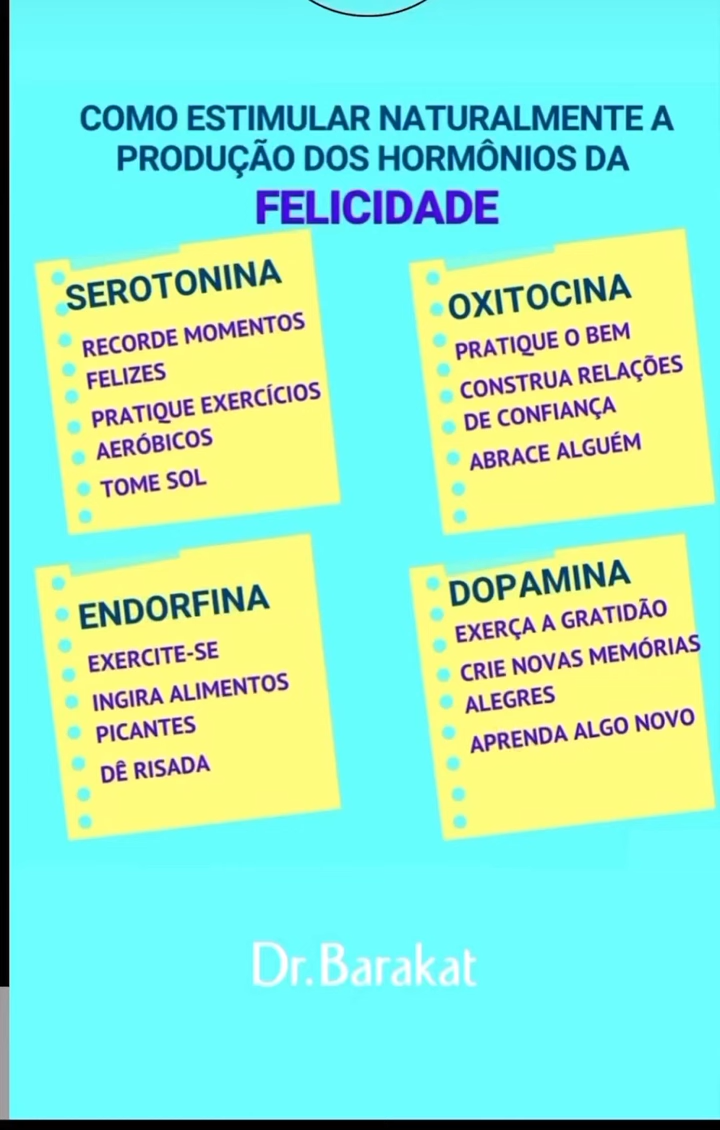 COMO ESTIMULAR NATURALMENTE A
PRODUÇÃO DOS HORMÔNIOS DA
FELICIDADE
SEROTONINA
RECORDE MOMENTOS
FELIZES
PRATIQUE EXERCÍCIOS
AERÓBICOS
TOME SOL
OXITOCINA
PRATIQUE O BEM
CONSTRUA RELAÇÕES
DE CONFIANÇA
ABRACE ALGUÉM
ENDORFINA
EXERCITE-SE
INGIRA ALIMENTOS
PICANTES
DÊ RISADA
DOPAMINA
EXERÇA A GRATIDÃO
CRIE NOVAS MEMÓRIAS
ALEGRES
APRENDA ALGO NOVO
Dr.Barakat